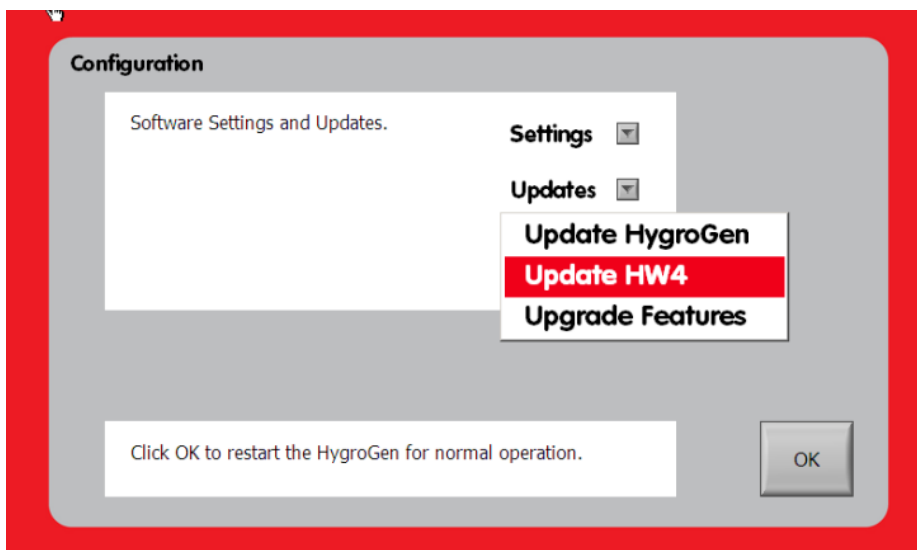 Configuration
Software Settings and Updates.
Settings
Updates
Update HygroGen
Update HW4
Upgrade Features
Click OK to restart the HygroGen for normal operation.
OK